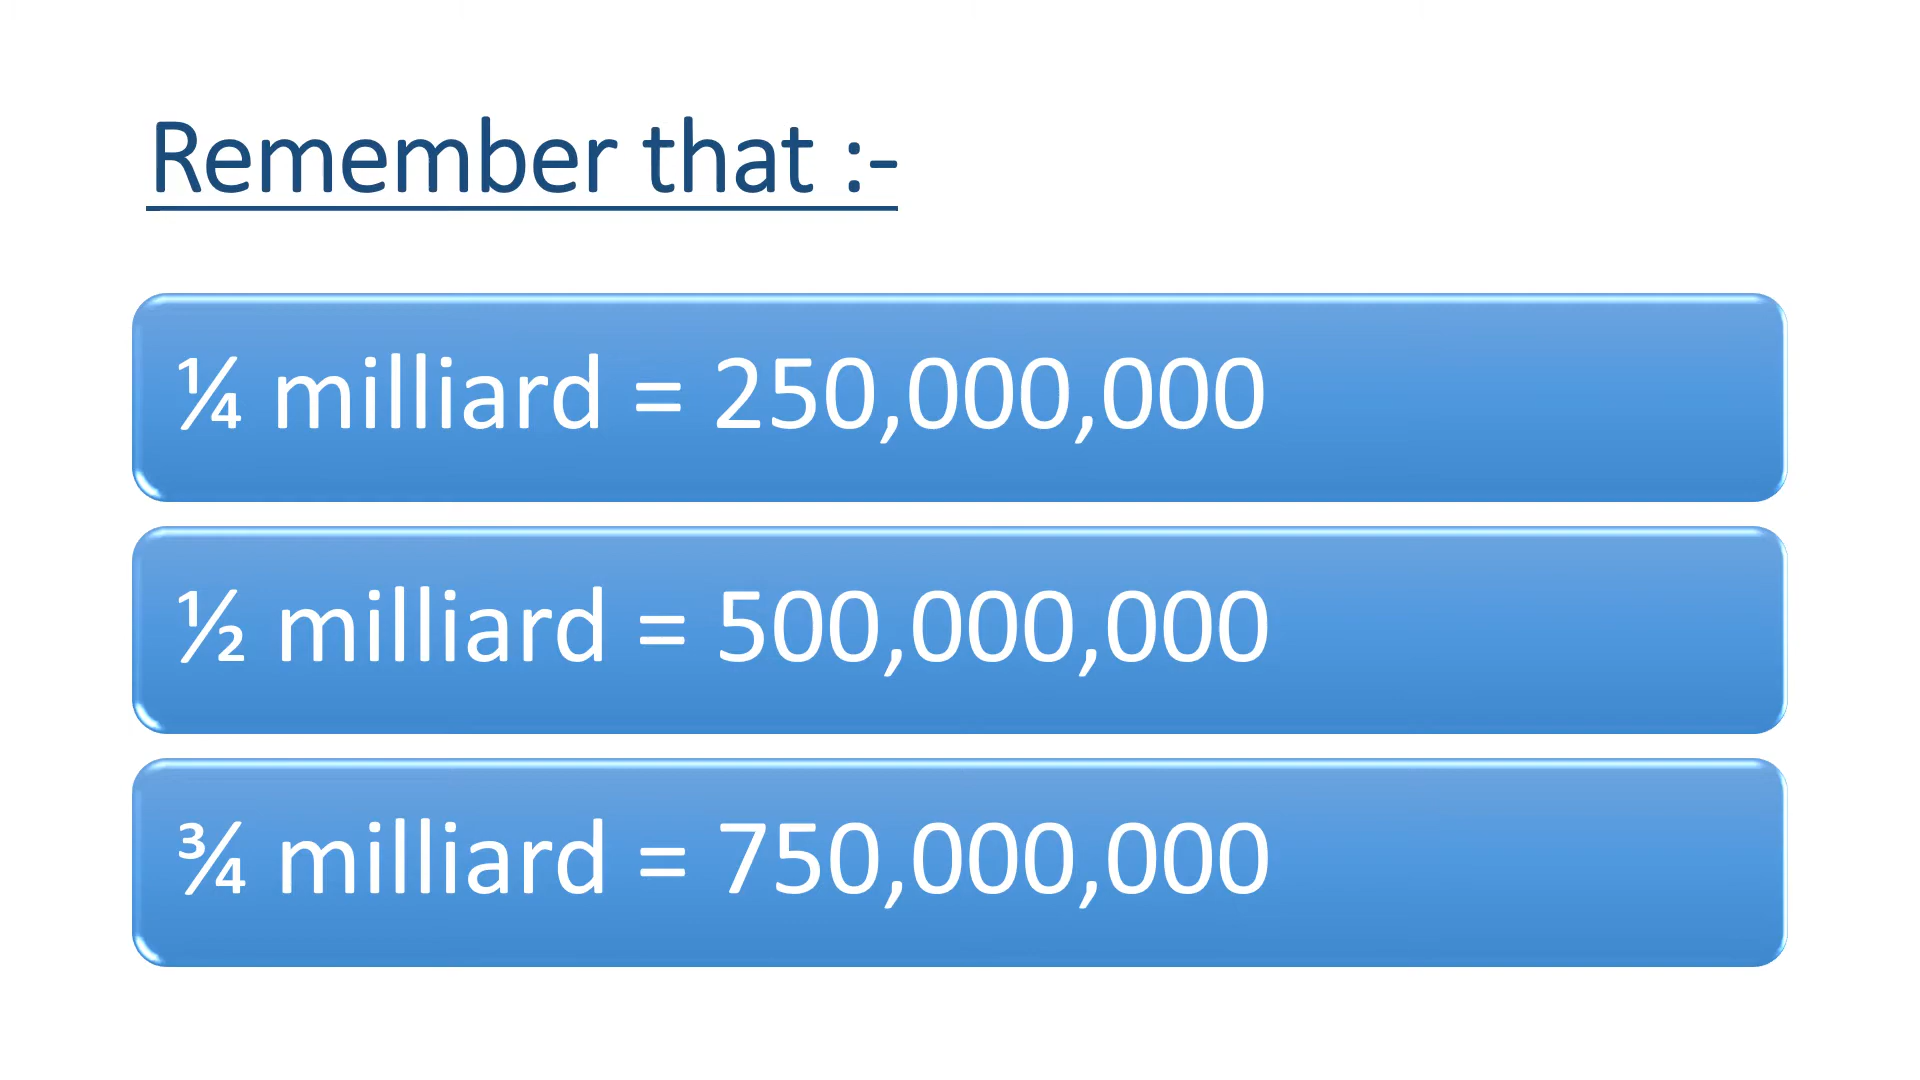 Remember that :-
¼ milliard = 250,000,000
½ milliard = 500,000,000
¾ milliard = 750,000,000